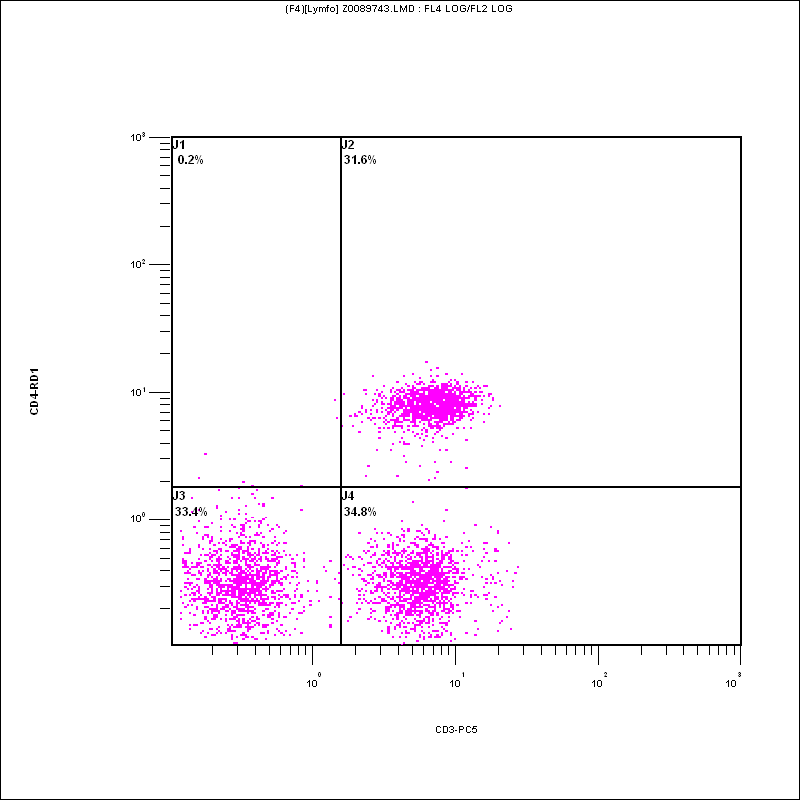 (F4)[Lymfo] Z0089743.LMD : FL4 LOG/FL2 LOG
10³
J1
J2
0.2%
31.6%
10²
CD4-RD1
10¹
J3
J4
33.4%
34.8%
10⁰
10⁰
10¹
10²
10³
CD3-PC5